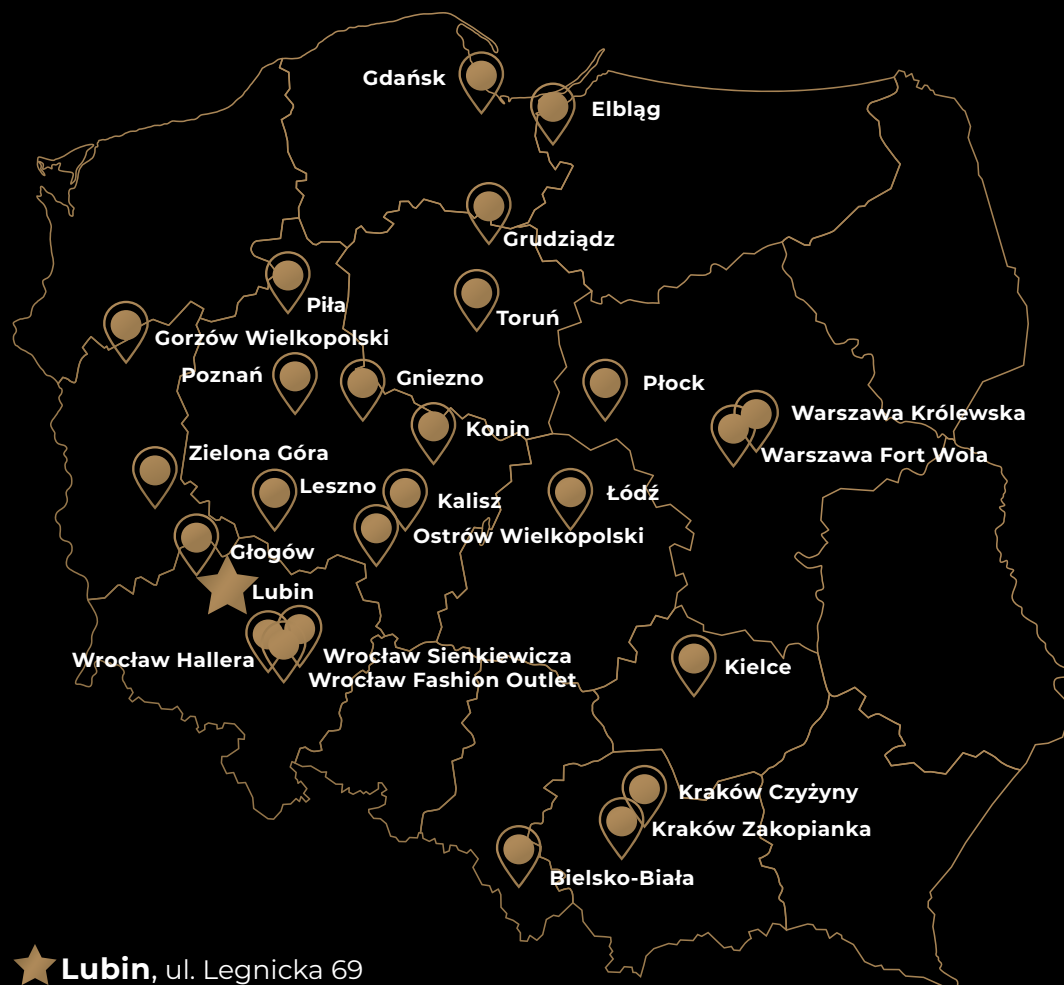 Gdańsk
Elbląg
Grudziądz
Piła
Toruń
Gorzów Wielkopolski
Poznań
Gniezno
Płock
Warszawa Królewska
Konin
Zielona Góra
Warszawa Fort Wola
Leszno
Kalisz
Łódź
Ostrów Wielkopolski
Głogów
Lubin
Wrocław Hallera
Wrocław Sienkiewicza
Kielce
Wrocław Fashion Outlet
Kraków Czyżyny
Kraków Zakopianka
Bielsko-Biała
Lubin, ul. Legnicka 69